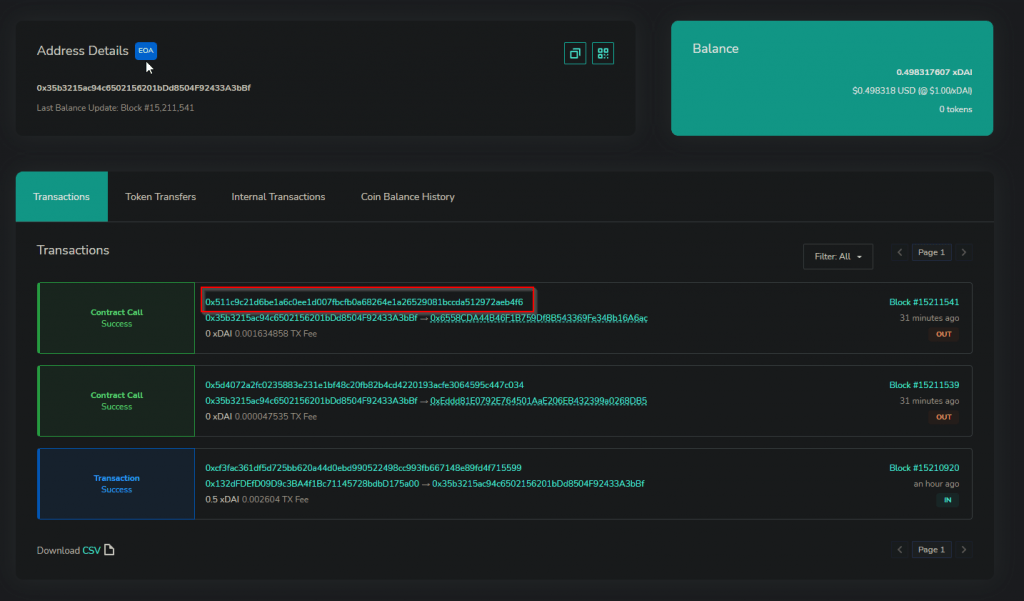 Address Details EOA
0x35b3215ac94c6502156201bDd8504F92433A3bBf
Last Balance Update: Block #15,211,541
Balance
0.498317607 xDAI
$0.498318 USD (@ $1.00/xDAI)
0 tokens
Transactions Token Transfers Internal Transactions Coin Balance History
Transactions
Filter: All
Page 1
Contract Call
Success
0x511c9c21d6be1a6c0ee1d007fbcfb0a68264e1a26529081bccda512972aeb4f6
0x35b3215ac94c6502156201bDd8504F92433A3bBf → 0x6558CDA44B46F1B759Df8B543369Fe34Bb16A6ac
0 xDAI 0.001634858 TX Fee
Block #15211541
31 minutes ago
OUT
Contract Call
Success
0x5d4072a2fc0235883e231e1bf48c20fb82b4cd4220193acfe3064595c447c034
0x35b3215ac94c6502156201bDd8504F92433A3bBf → 0xEddd81E0792E764501AaE206EB432399a0268DB5
0 xDAI 0.000047535 TX Fee
Block #15211539
31 minutes ago
OUT
Transaction
Success
0xcf3fac361df5d725bb620a44d0ebd990522498cc993fb667148e89fd4f715599
0x132dFDEfD09D9c3BA4f1Bc71145728bdbD175a00 → 0x35b3215ac94c6502156201bDd8504F92433A3bBf
0.5 xDAI 0.002604 TX Fee
Block #15210920
an hour ago
IN
Download CSV
Page 1